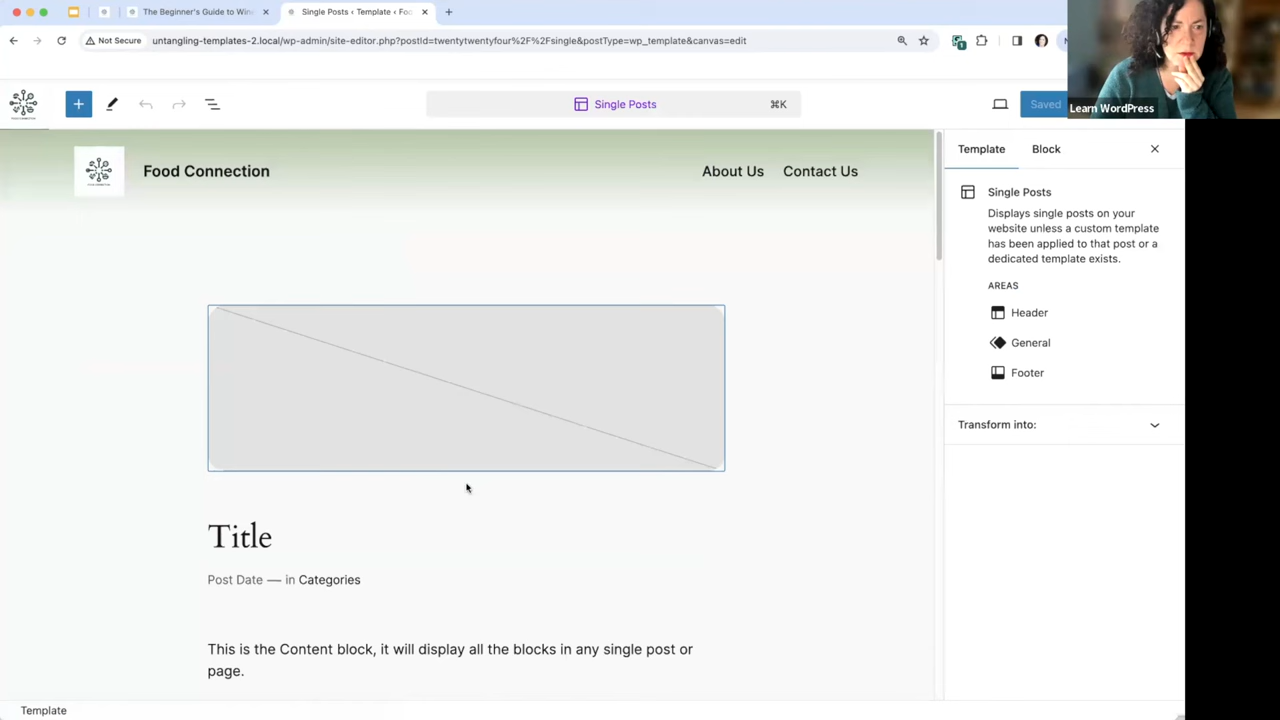 The Beginner's Guide to Win
Single Posts ‹ Template ‹ Foo
Not Secure
untangling-templates-2.local/wp-admin/site-editor.php?postId=twentytwentyfour%2F%2Fsingle&postType=wp_template&canvas=edit
Learn WordPress
Single Posts
⌘K
Saved
Food Connection
About Us
Contact Us
Template
Block
Single Posts
Displays single posts on your
website unless a custom template
has been applied to that post or a
dedicated template exists.
AREAS
Header
General
Footer
Transform into:
Title
Post Date — in Categories
This is the Content block, it will display all the blocks in any single post or
page.
Template